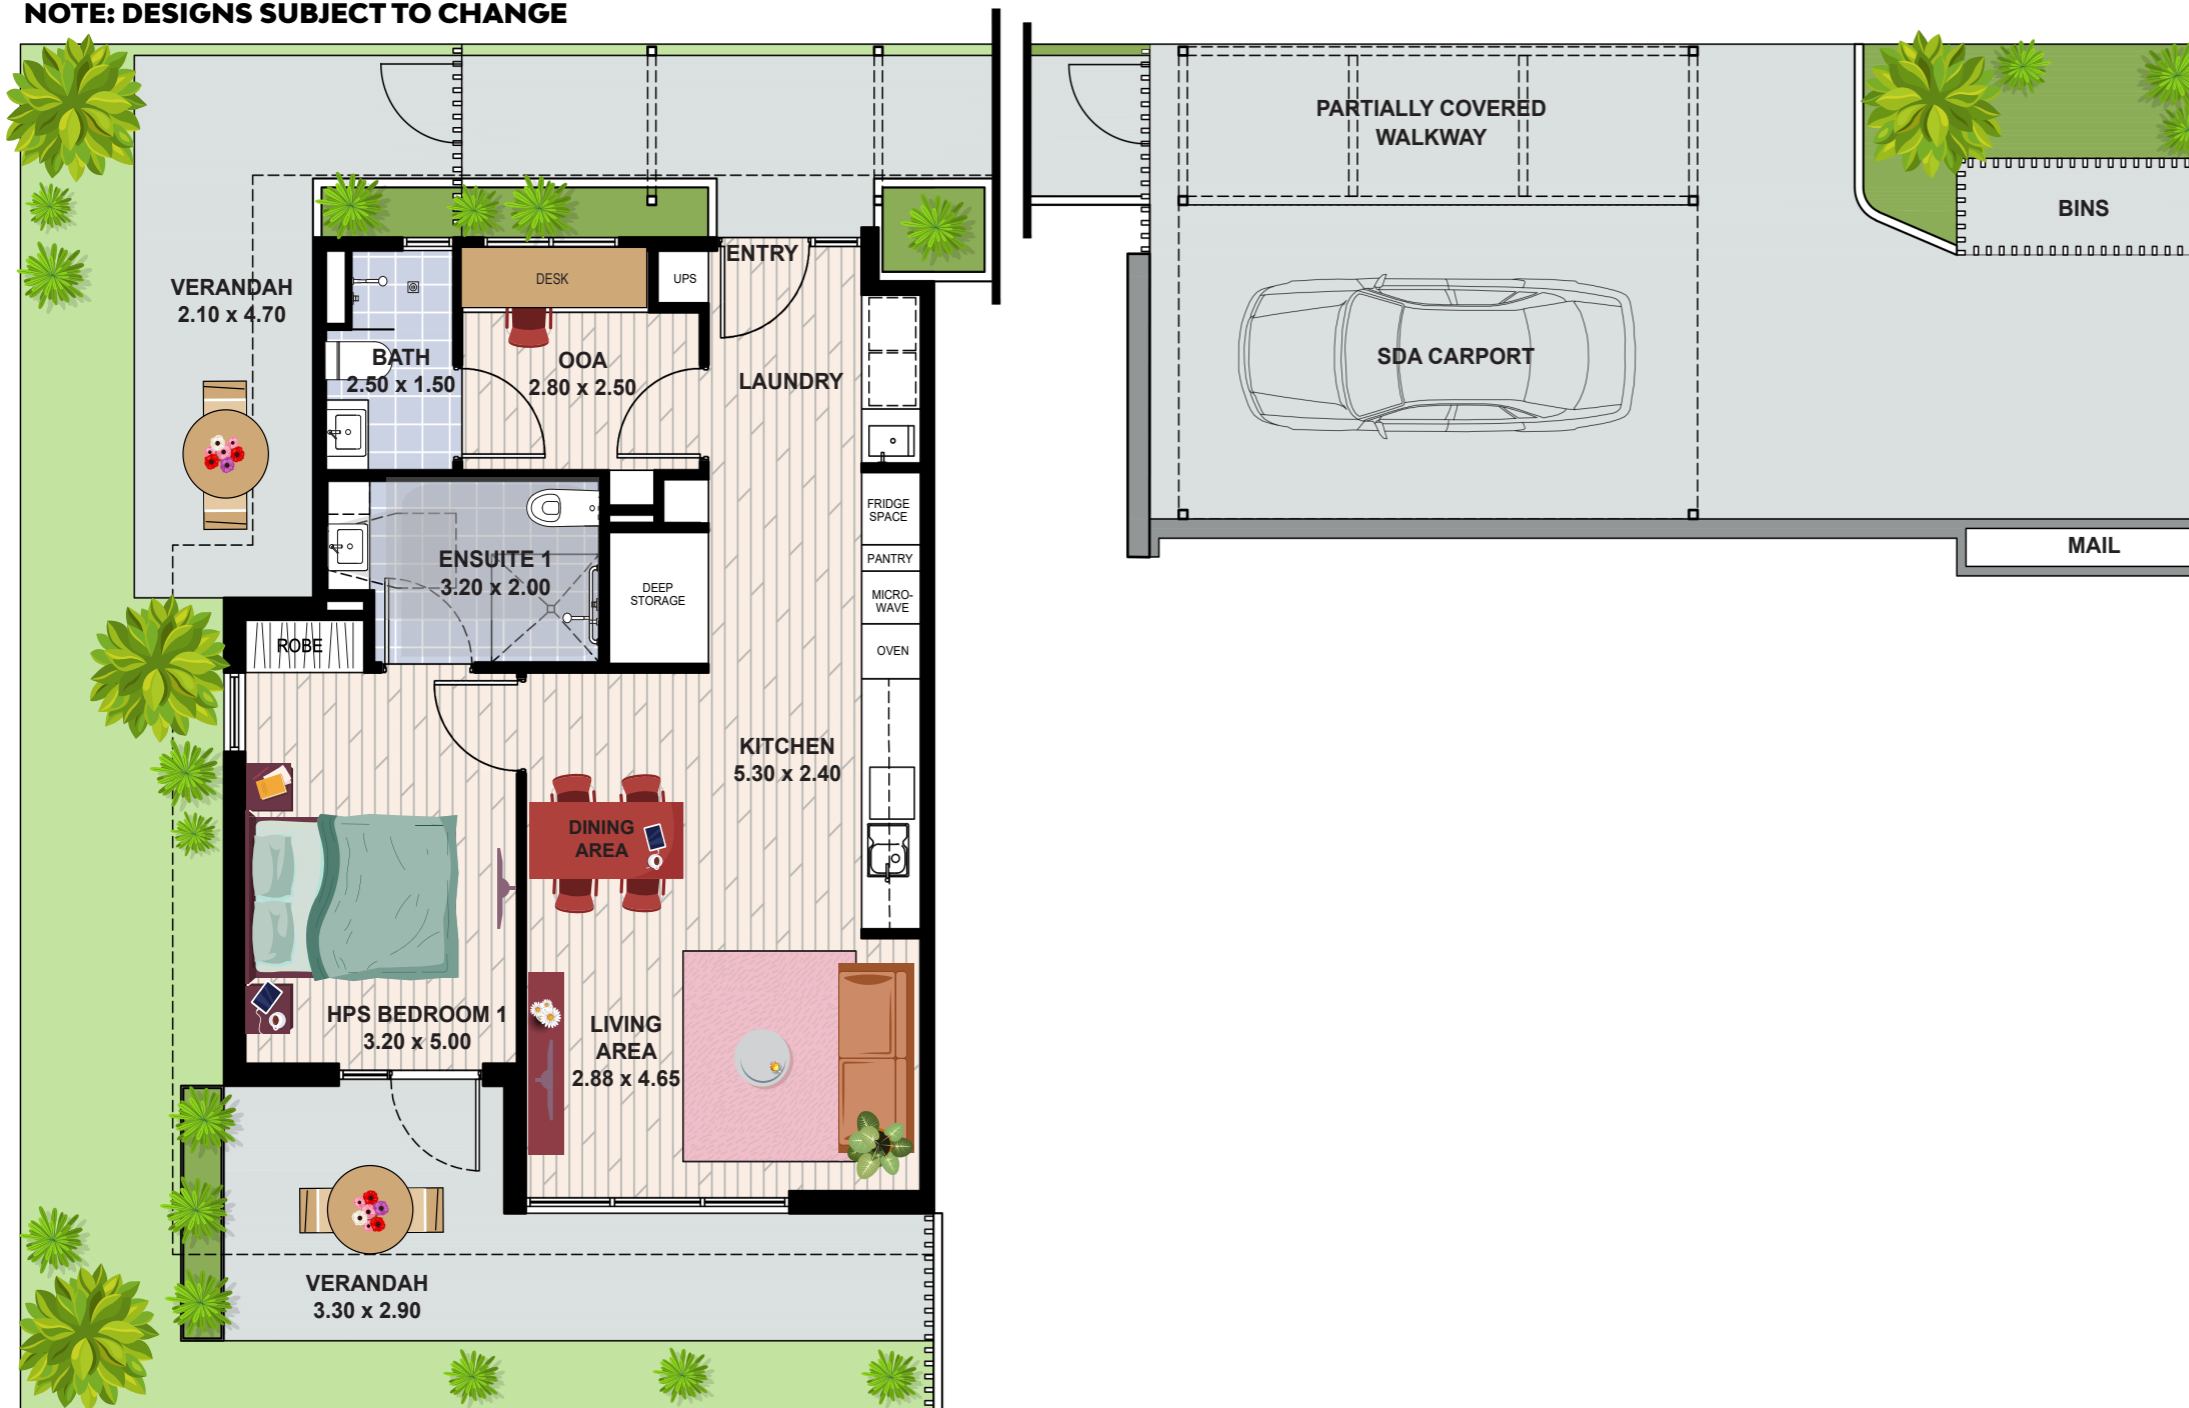 NOTE: DESIGNS SUBJECT TO CHANGE
PARTIALLY COVERED
WALKWAY
BINS
ENTRY
DESK
UPS
VERANDAH
2.10 x 4.70
BATH
2.50 x 1.50
OOA
2.80 x 2.50
LAUNDRY
SDA CARPORT
FRIDGE
SPACE
PANTRY
MAIL
ENSUITE 1
3.20 x 2.00
DEEP
STORAGE
MICRO-
WAVE
ROBE
OVEN
KITCHEN
5.30 x 2.40
DINING
AREA
HPS BEDROOM 1
3.20 x 5.00
LIVING
AREA
2.88 x 4.65
VERANDAH
3.30 x 2.90